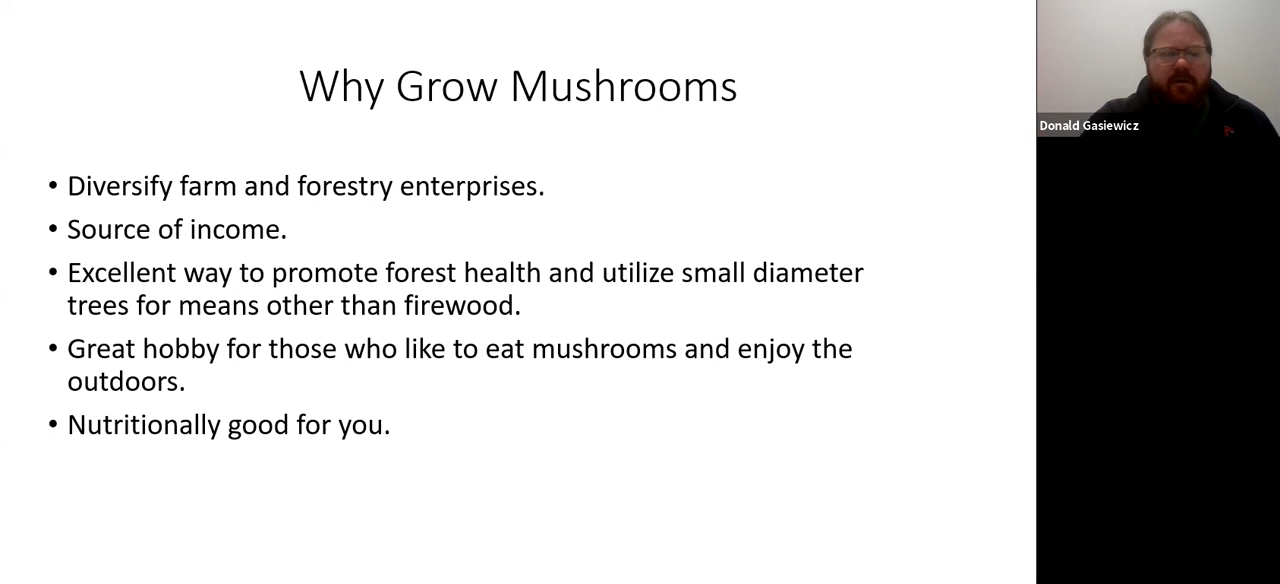 Why Grow Mushrooms
• Diversify farm and forestry enterprises.
• Source of income.
• Excellent way to promote forest health and utilize small diameter
trees for means other than firewood.
• Great hobby for those who like to eat mushrooms and enjoy the
outdoors.
• Nutritionally good for you.
Donald Gasiewicz